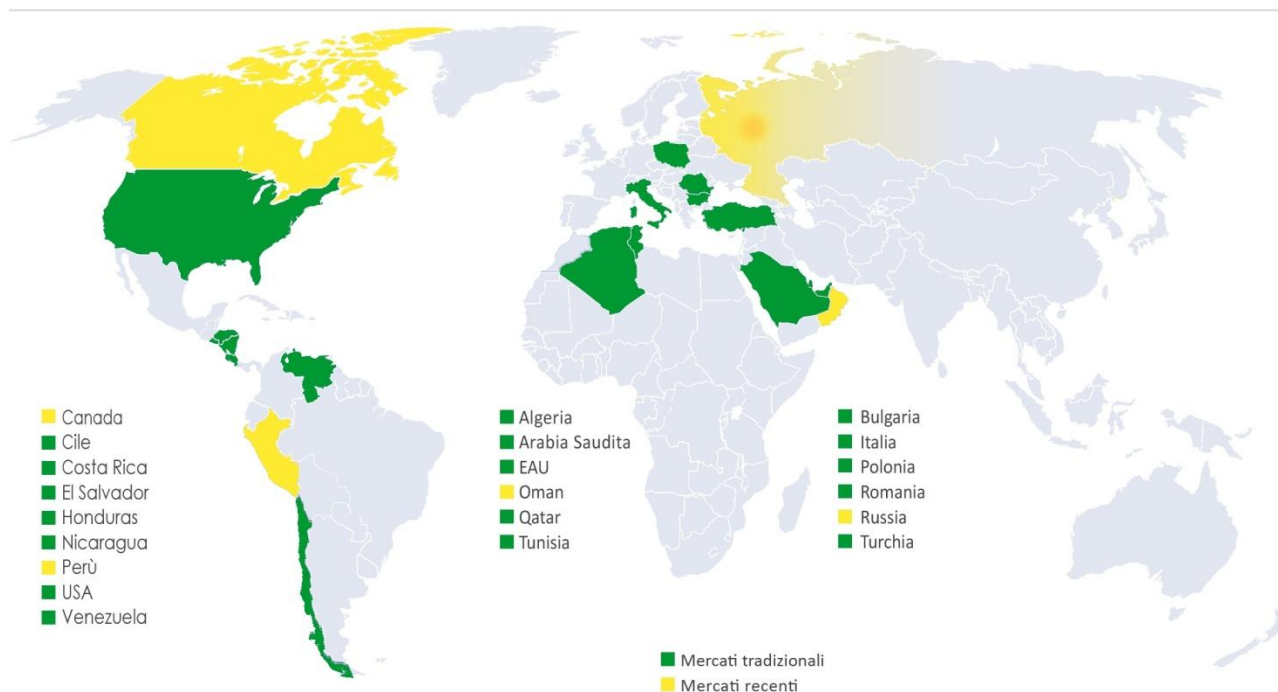 Canada
Cile
Costa Rica
El Salvador
Honduras
Nicaragua
Perù
USA
Venezuela
Algeria
Arabia Saudita
EAU
Oman
Qatar
Tunisia
Bulgaria
Italia
Polonia
Romania
Russia
Turchia
Mercati tradizionali
Mercati recenti